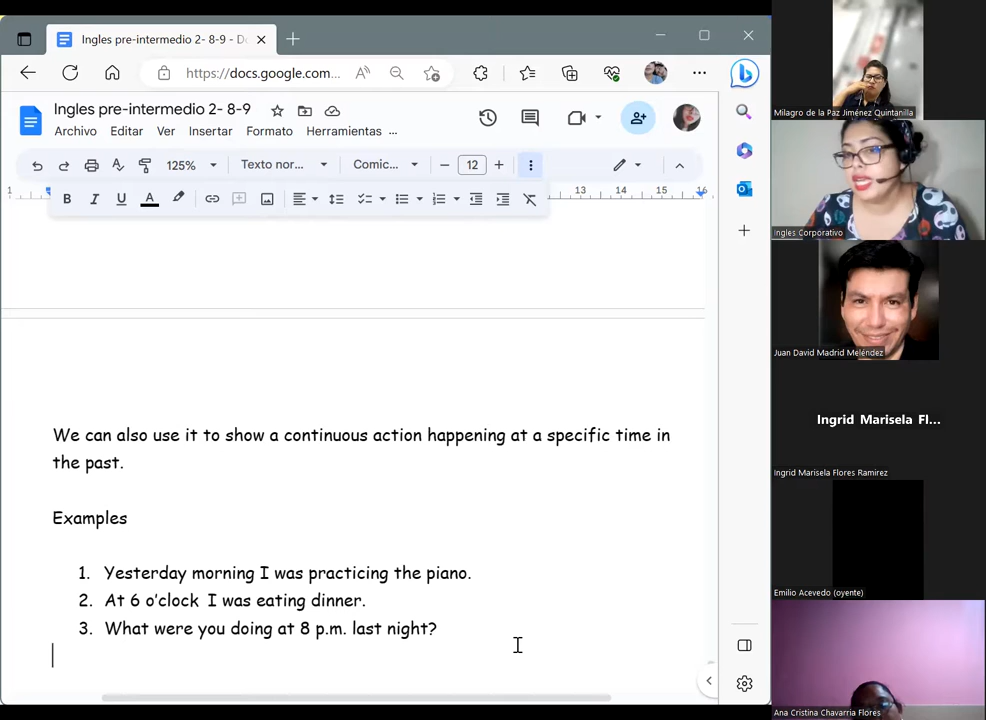 Ingles pre-intermedio 2- 8-9 - Do
https://docs.google.com...
Ingles pre-intermedio 2- 8-9
Archivo Editar Ver Insertar Formato Herramientas ...
125% Texto nor... Comic... 12
1 13 14 15 16
We can also use it to show a continuous action happening at a specific time in
the past.
Examples
1. Yesterday morning I was practicing the piano.
2. At 6 o'clock I was eating dinner.
3. What were you doing at 8 p.m. last night?
Milagro de la Paz Jiménez Quintanilla
Ingles Corporativo
Juan David Madrid Meléndez
Ingrid Marisela Fl...
Ingrid Marisela Flores Ramirez
Emilio Acevedo (oyente)
Ana Cristina Chavarria Flores